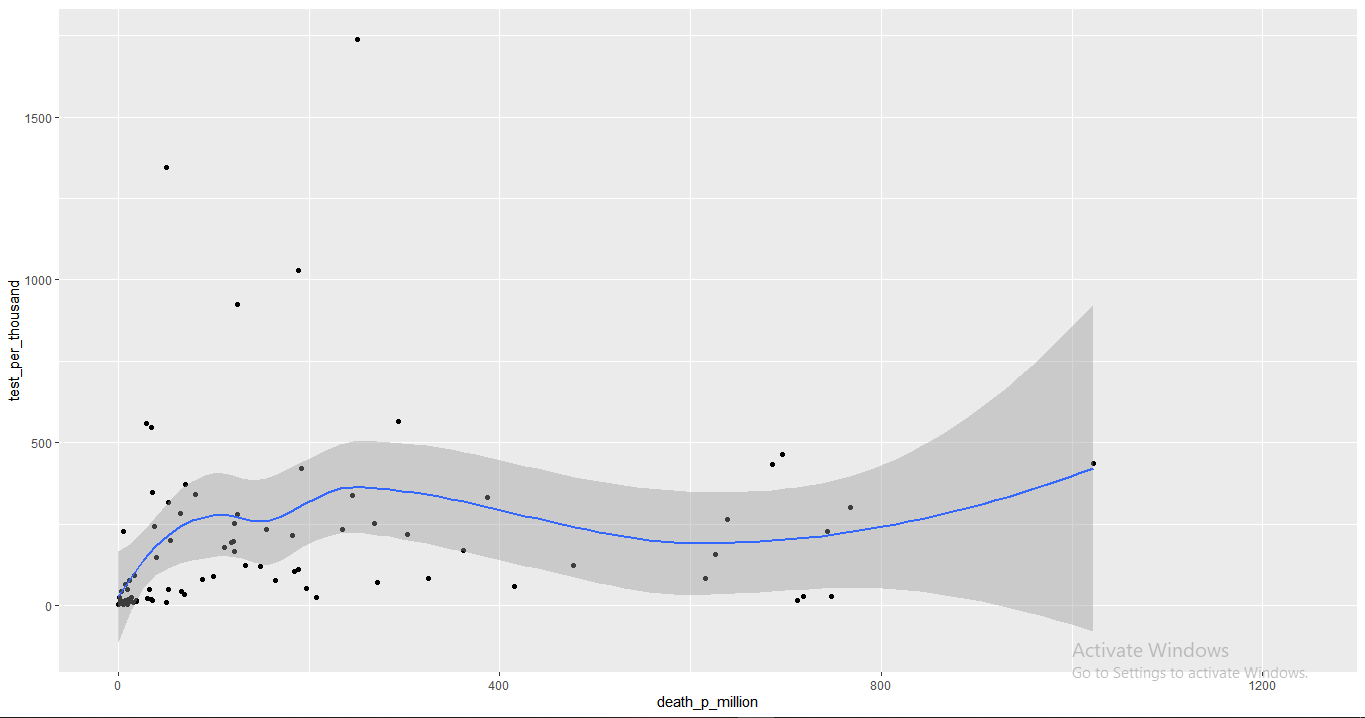 1500
1000
500
0
test_per_thousand
0
400
800
1200
death_p_million
Activate Windows
Go to Settings to activate Windows.